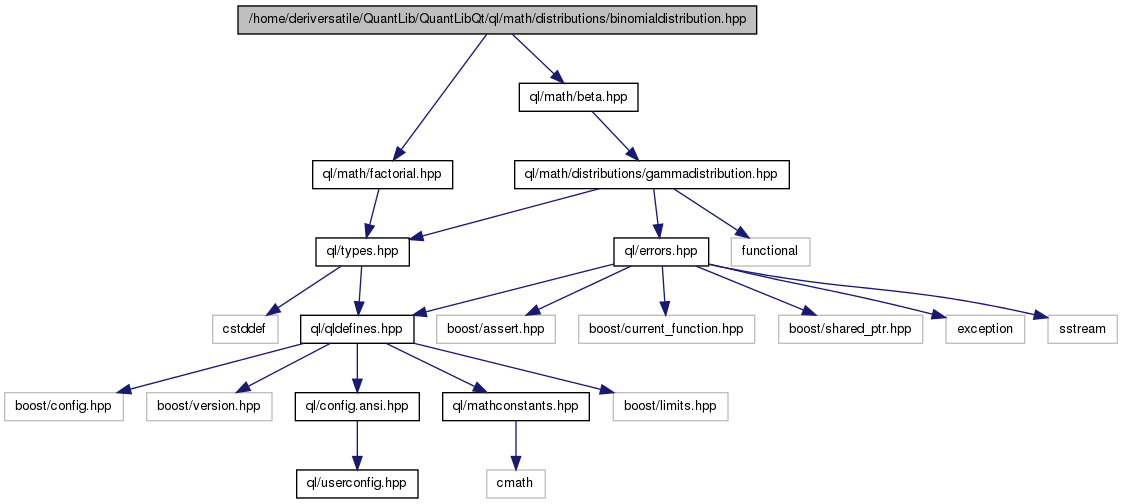 /home/deriversatile/QuantLib/QuantLibQt/ql/math/distributions/binomialdistribution.hpp
ql/math/beta.hpp
ql/math/factorial.hpp
ql/math/distributions/gammadistribution.hpp
ql/types.hpp
ql/errors.hpp
functional
cstddef
ql/qldefines.hpp
boost/assert.hpp
boost/current_function.hpp
boost/shared_ptr.hpp
exception
sstream
boost/config.hpp
boost/version.hpp
ql/config.ansi.hpp
ql/mathconstants.hpp
boost/limits.hpp
ql/userconfig.hpp
cmath